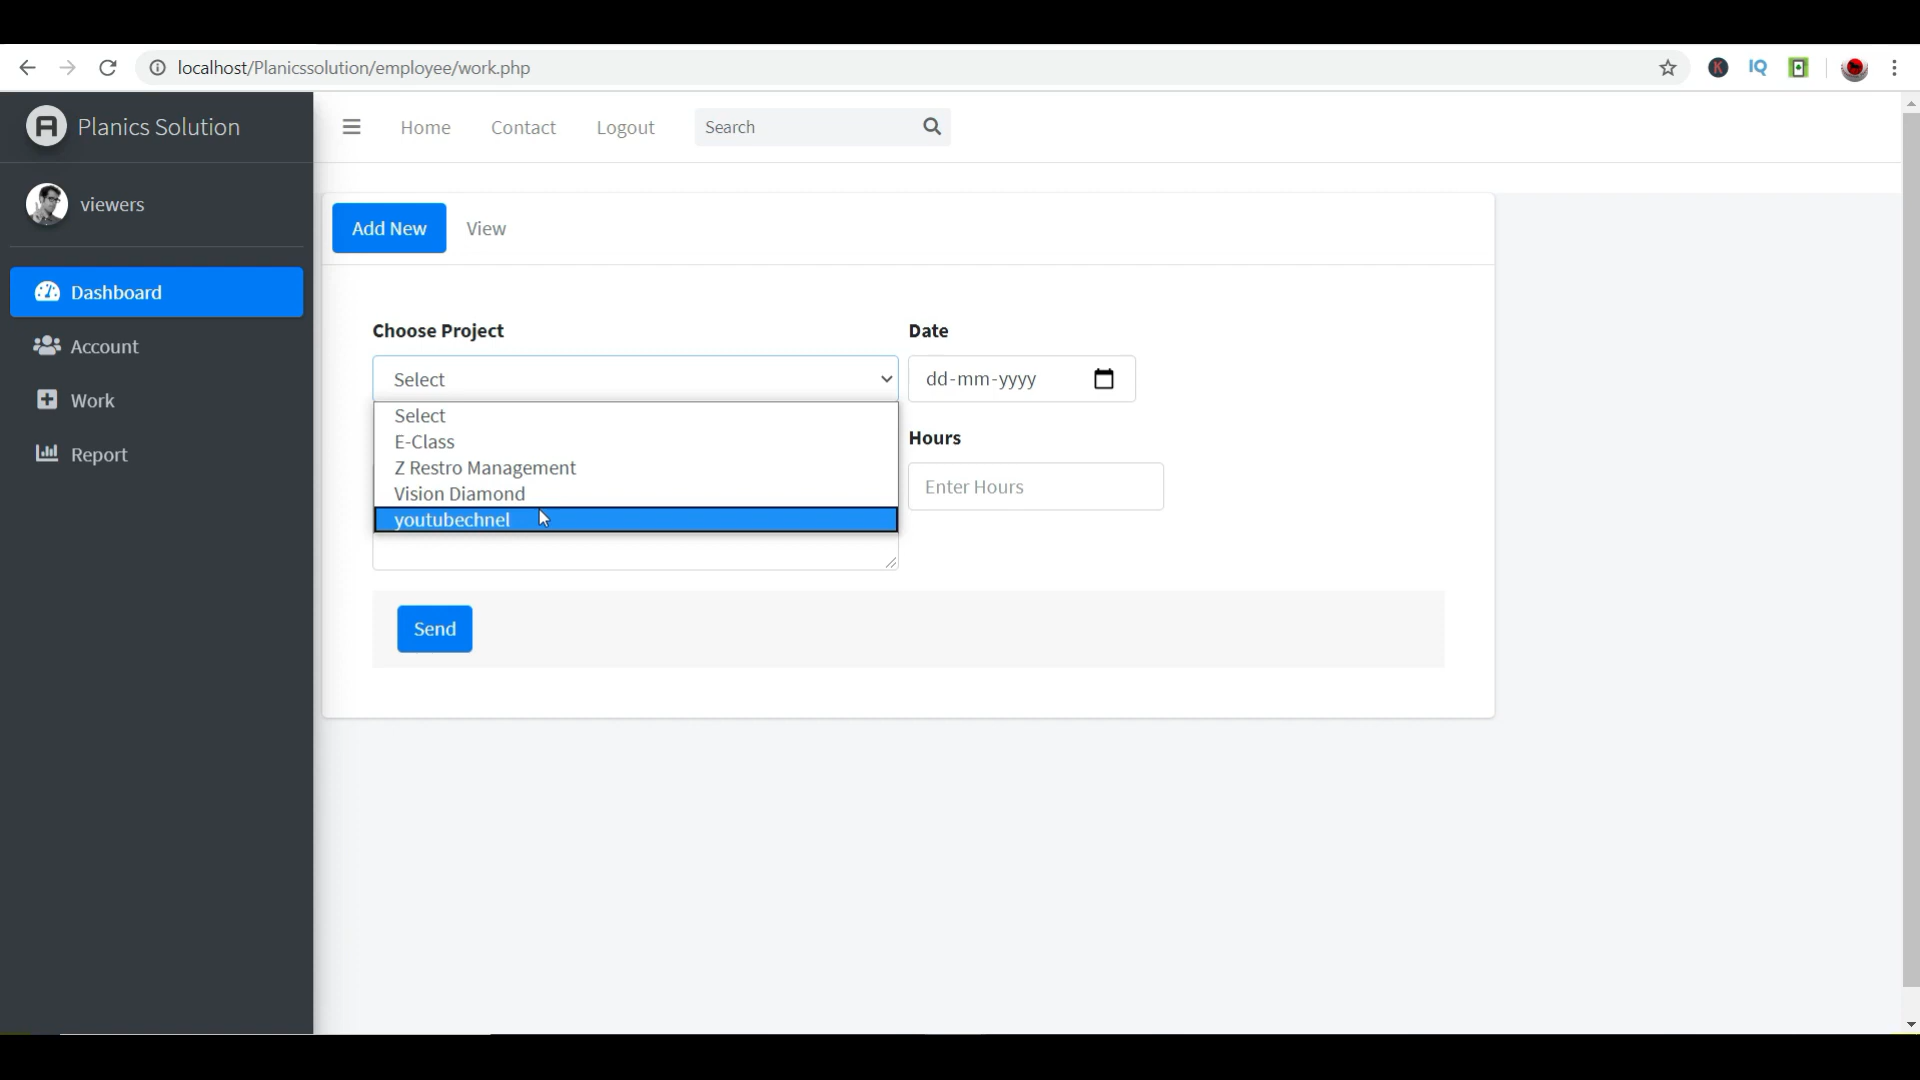 localhost/Planicssolution/employee/work.php
IQ
Planics Solution
Home Contact Logout Search
viewers
Add New View
Dashboard
Account
Work
Report
Choose Project Date
Select dd-mm-yyyy
Select
E-Class
Z Restro Management
Vision Diamond
youtubechnel
Hours
Enter Hours
Send